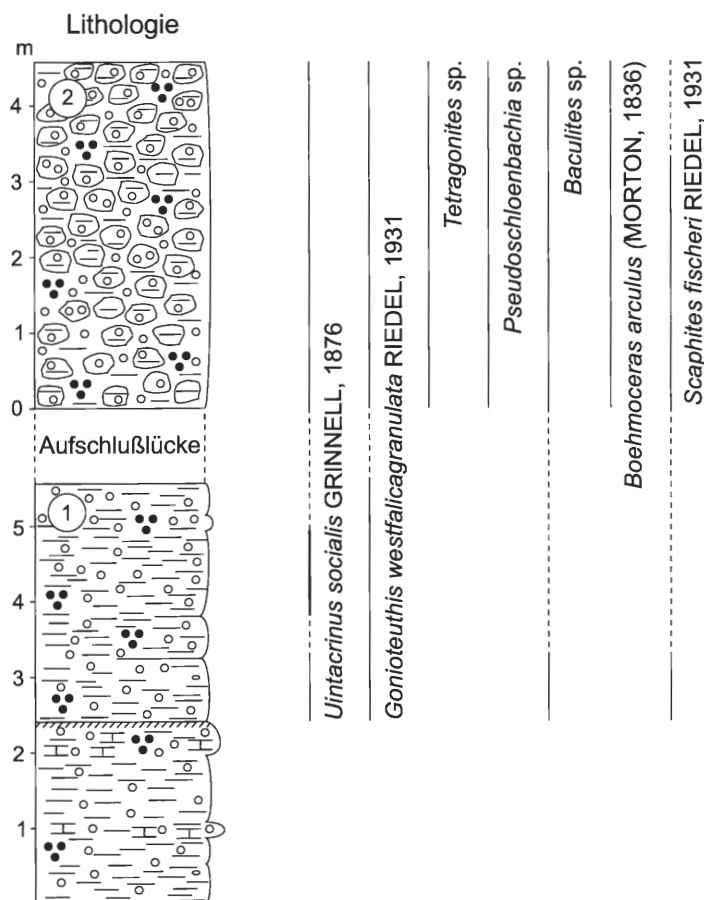 Lithologie
m
4
3
2
1
0
2
Aufschlußlücke
5
4
3
2
1
1
Uintacrinus socialis GRINNELL, 1876
Gonioteuthis westfalicagranulata RIEDEL, 1931
Tetragonites sp.
Pseudoschloenbachia sp.
Baculites sp.
Boehmoceras arculus (MORTON, 1836)
Scaphites fischeri RIEDEL, 1931